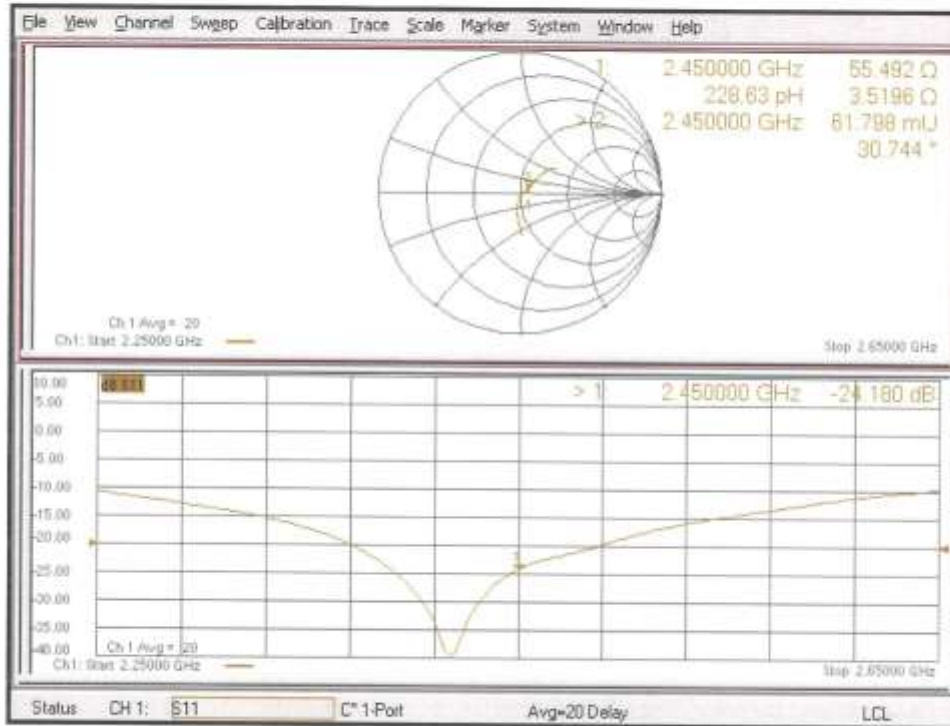 File View Channel Sweep Calibration Trace Scale Marker System Window Help
1 2.450000 GHz 55.492 Ω
228.63 pH 3.5196 Ω
> 2 2.450000 GHz 61.798 mU
30.744 °
Ch 1 Avg = 20
Ch1: Start 2.25000 GHz
Stop 2.65000 GHz
10.00
dB S11
> 1 2.450000 GHz -24.180 dB
5.00
0.00
-5.00
-10.00
-15.00
-20.00
-25.00
1
-30.00
-35.00
-40.00
Ch 1 Avg = 20
Ch1: Start 2.25000 GHz
Stop 2.65000 GHz
Status CH 1: S11 C* 1-Port Avg=20 Delay LCL